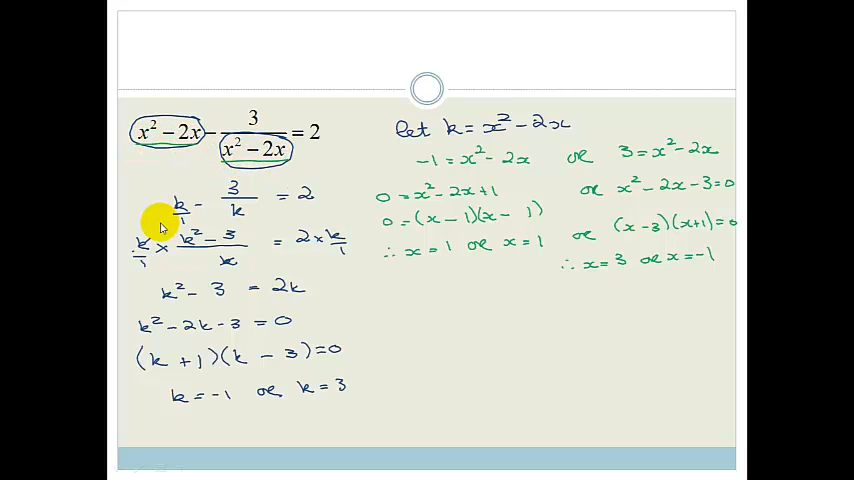 x² − 2x − 3/(x² − 2x) = 2
k/1 − 3/k = 2
k/1 × (k² − 3)/k = 2 × k/1
k² − 3 = 2k
k² − 2k − 3 = 0
(k + 1)(k − 3) = 0
k = −1 or k = 3
let k = x² − 2x
−1 = x² − 2x or 3 = x² − 2x
0 = x² − 2x + 1 or x² − 2x − 3 = 0
0 = (x − 1)(x − 1) or (x − 3)(x + 1) = 0
∴ x = 1 or x = 1 ∴ x = 3 or x = −1